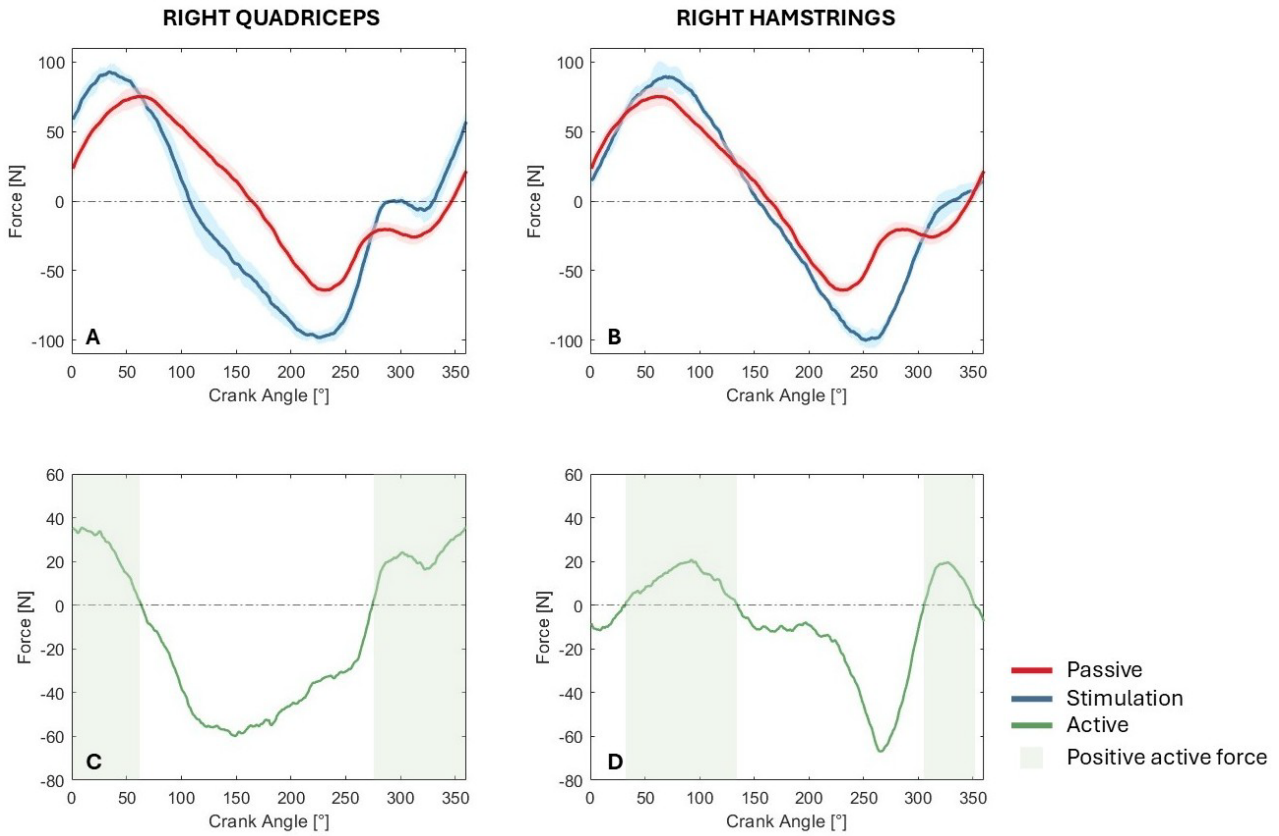 RIGHT QUADRICEPS
RIGHT HAMSTRINGS
100
50
0
-50
-100
Force [N]
A
0 50 100 150 200 250 300 350
Crank Angle [°]
100
50
0
-50
-100
Force [N]
B
0 50 100 150 200 250 300 350
Crank Angle [°]
60
40
20
0
-20
-40
-60
-80
Force [N]
C
0 50 100 150 200 250 300 350
Crank Angle [°]
60
40
20
0
-20
-40
-60
-80
Force [N]
D
0 50 100 150 200 250 300 350
Crank Angle [°]
Passive
Stimulation
Active
Positive active force